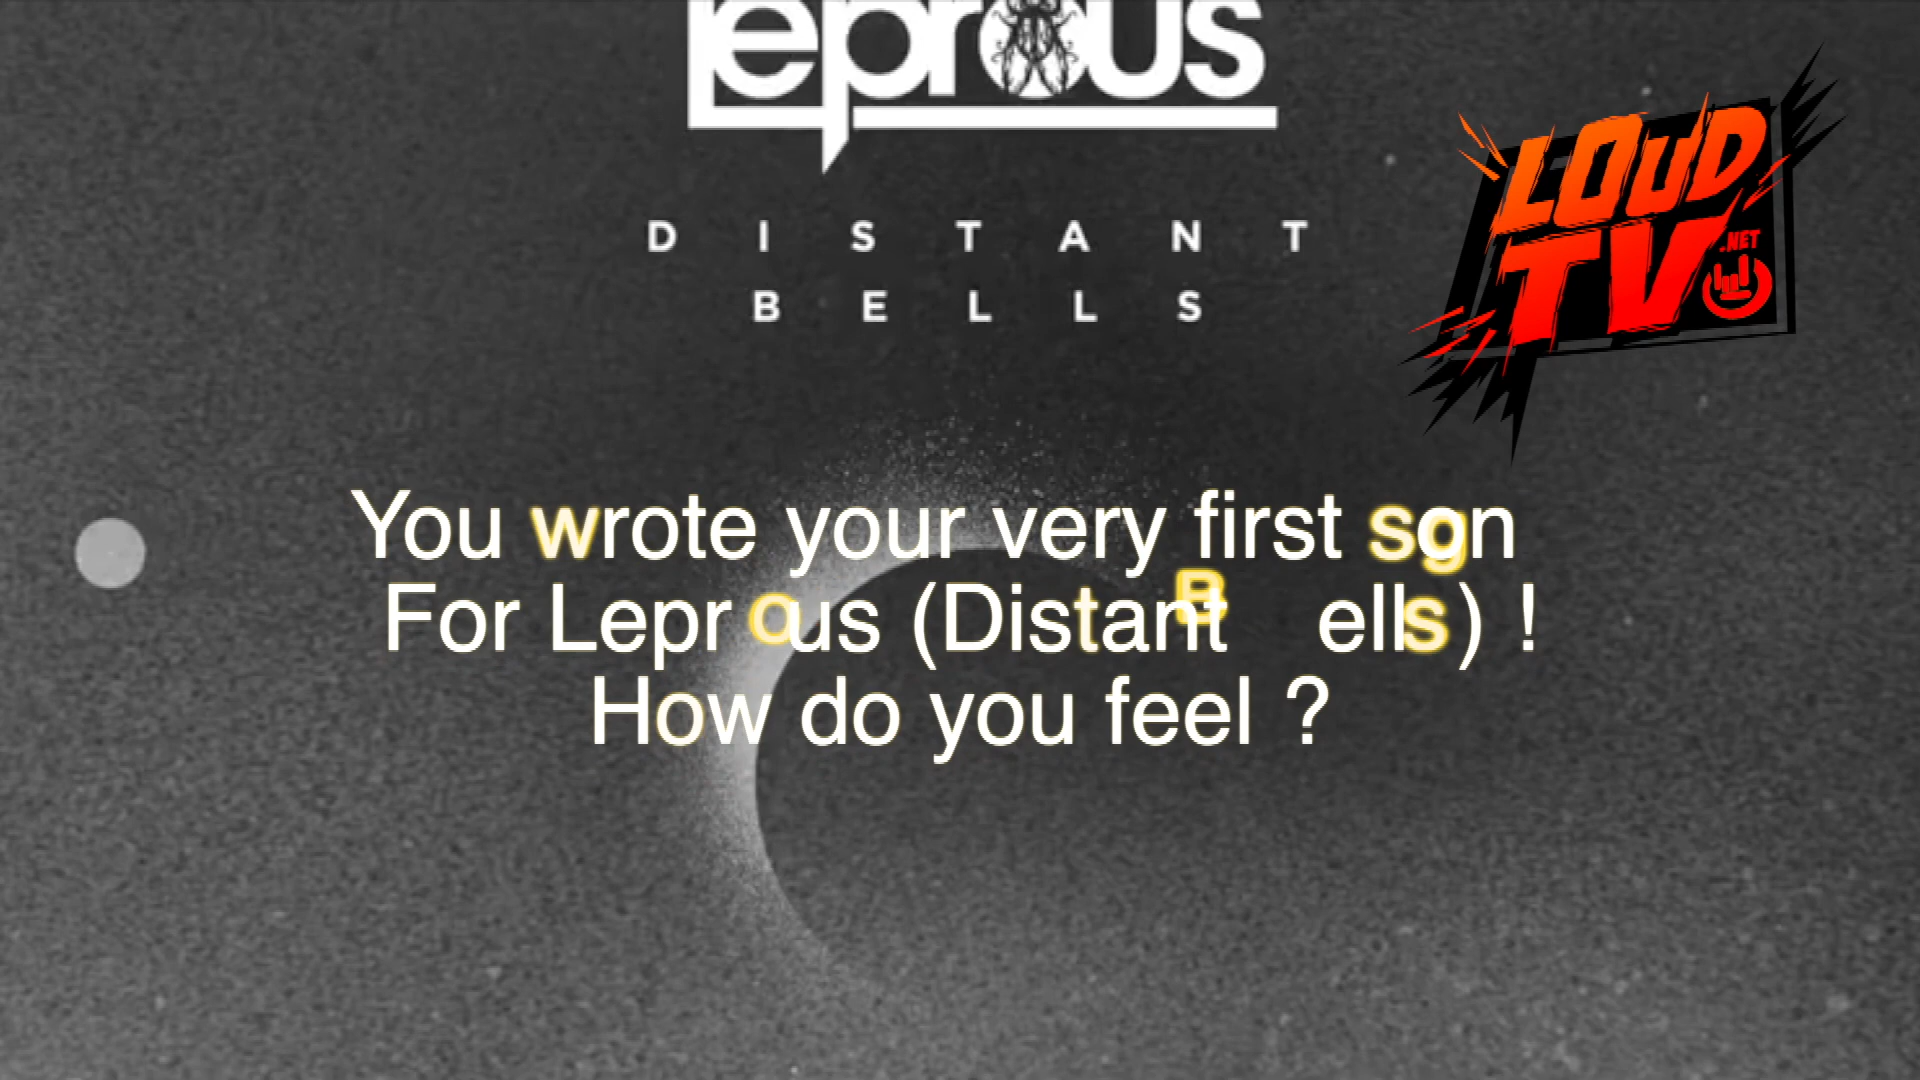 leprous
DISTANT
BELLS
LOUD
TV
.NET
You wrote your very first sogn
For Leprous (Distant Bells) !
How do you feel ?